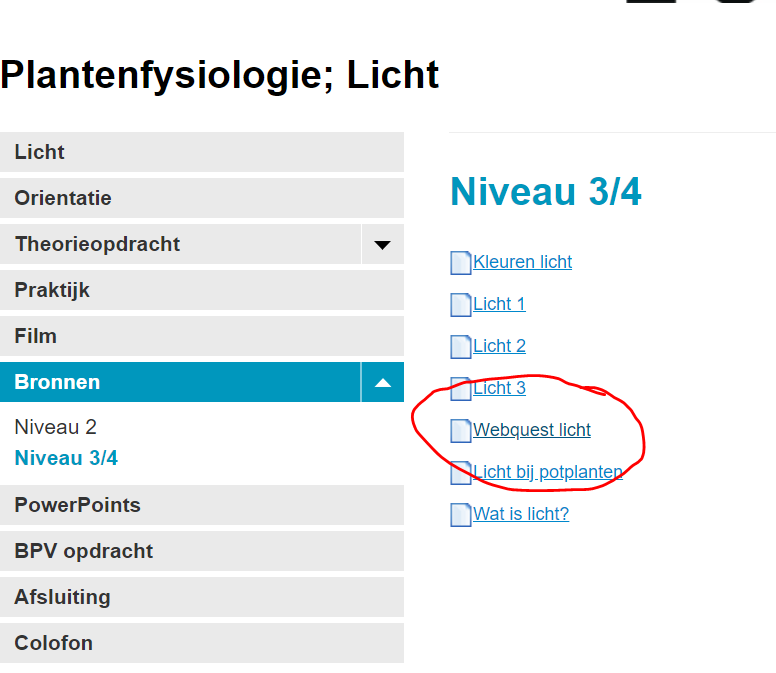 Plantenfysiologie; Licht
Licht
Orientatie
Theorieopdracht
Praktijk
Film
Bronnen
Niveau 2
Niveau 3/4
PowerPoints
BPV opdracht
Afsluiting
Colofon
Niveau 3/4
Kleuren licht
Licht 1
Licht 2
Licht 3
Webquest licht
Licht bij potplanten
Wat is licht?